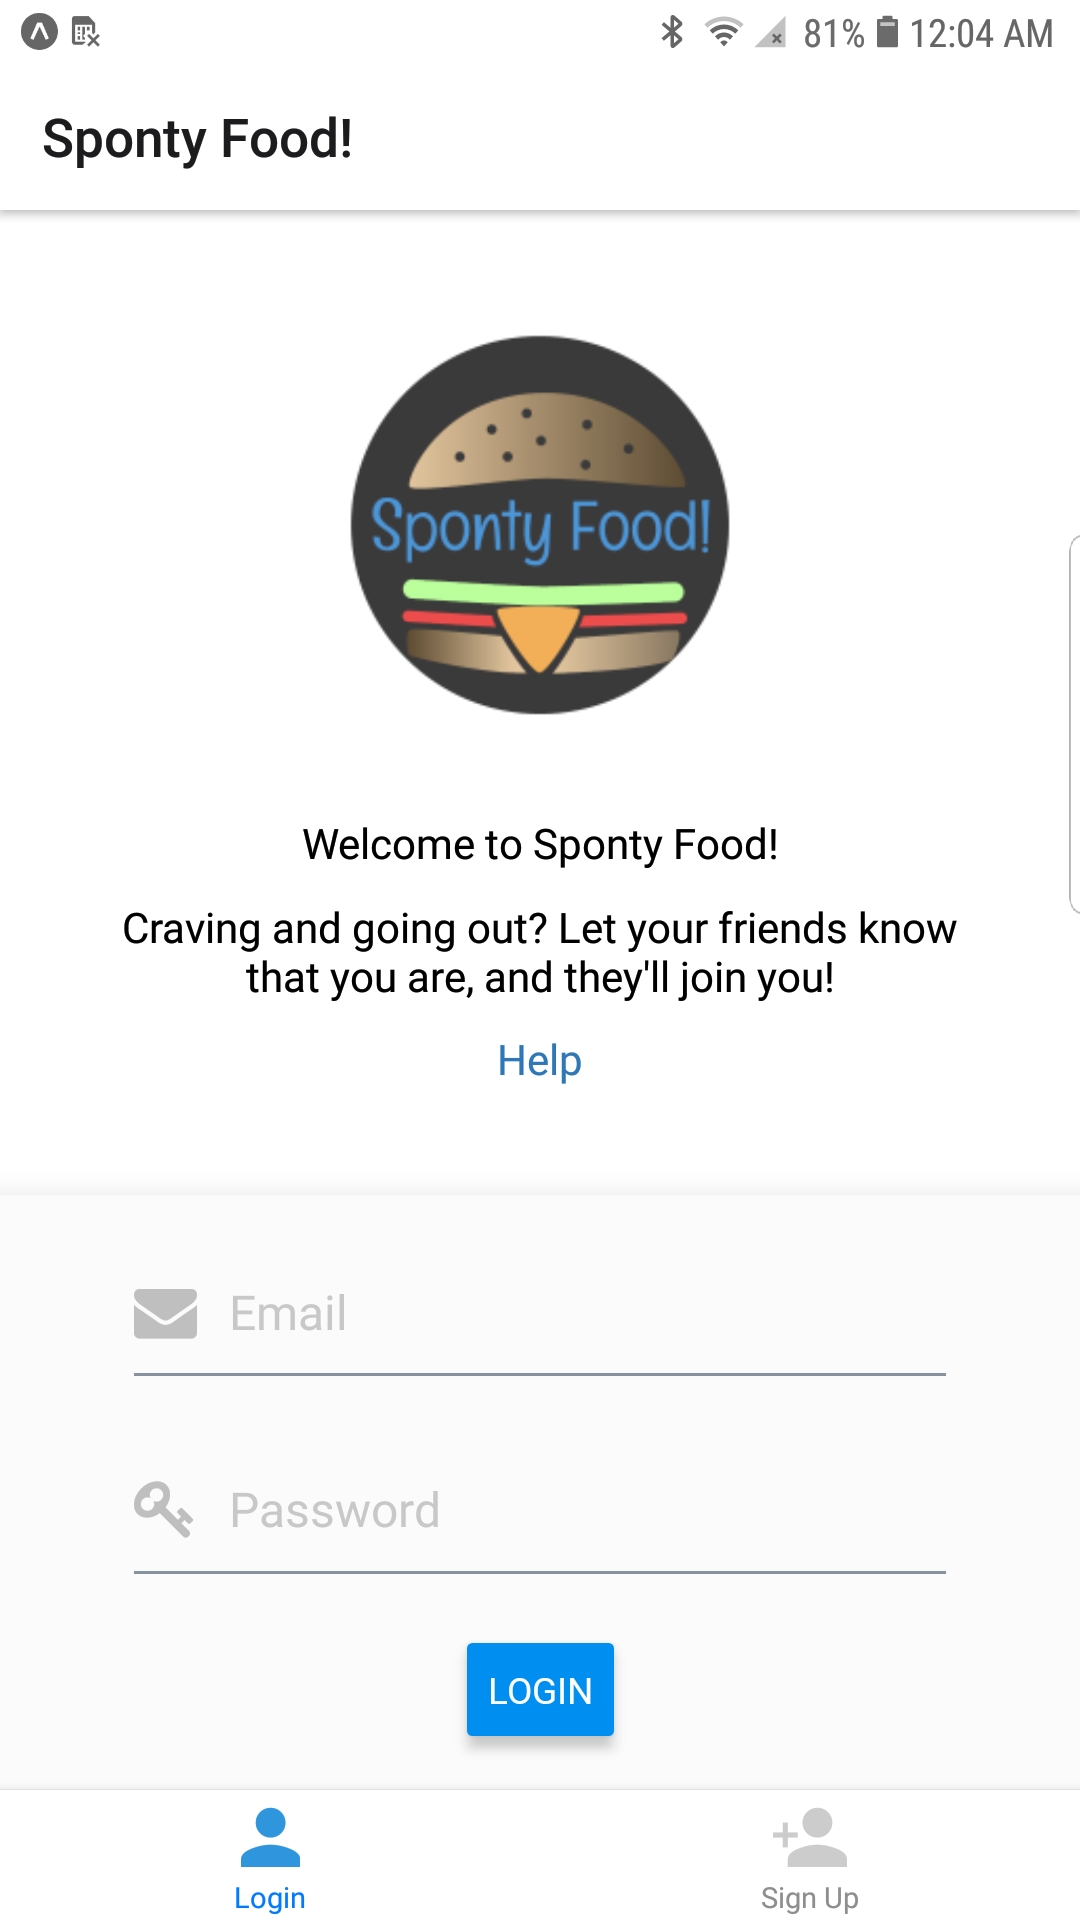 81% 12:04 AM
Sponty Food!
Sponty Food!
Welcome to Sponty Food!
Craving and going out? Let your friends know
that you are, and they'll join you!
Help
Email
Password
LOGIN
Login Sign Up